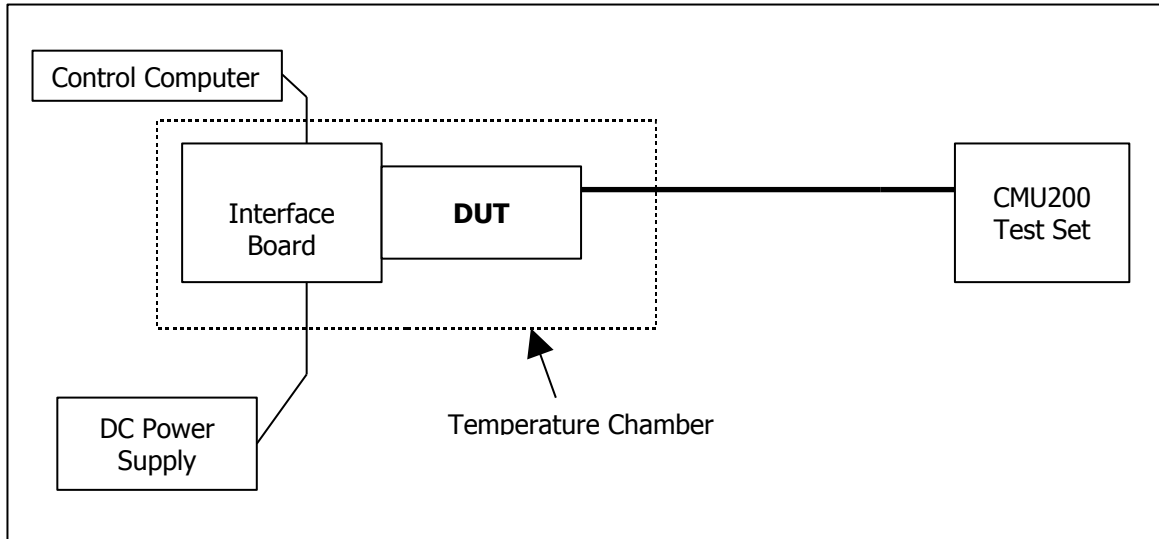 Control Computer
Interface
Board
DUT
CMU200
Test Set
DC Power
Supply
Temperature Chamber